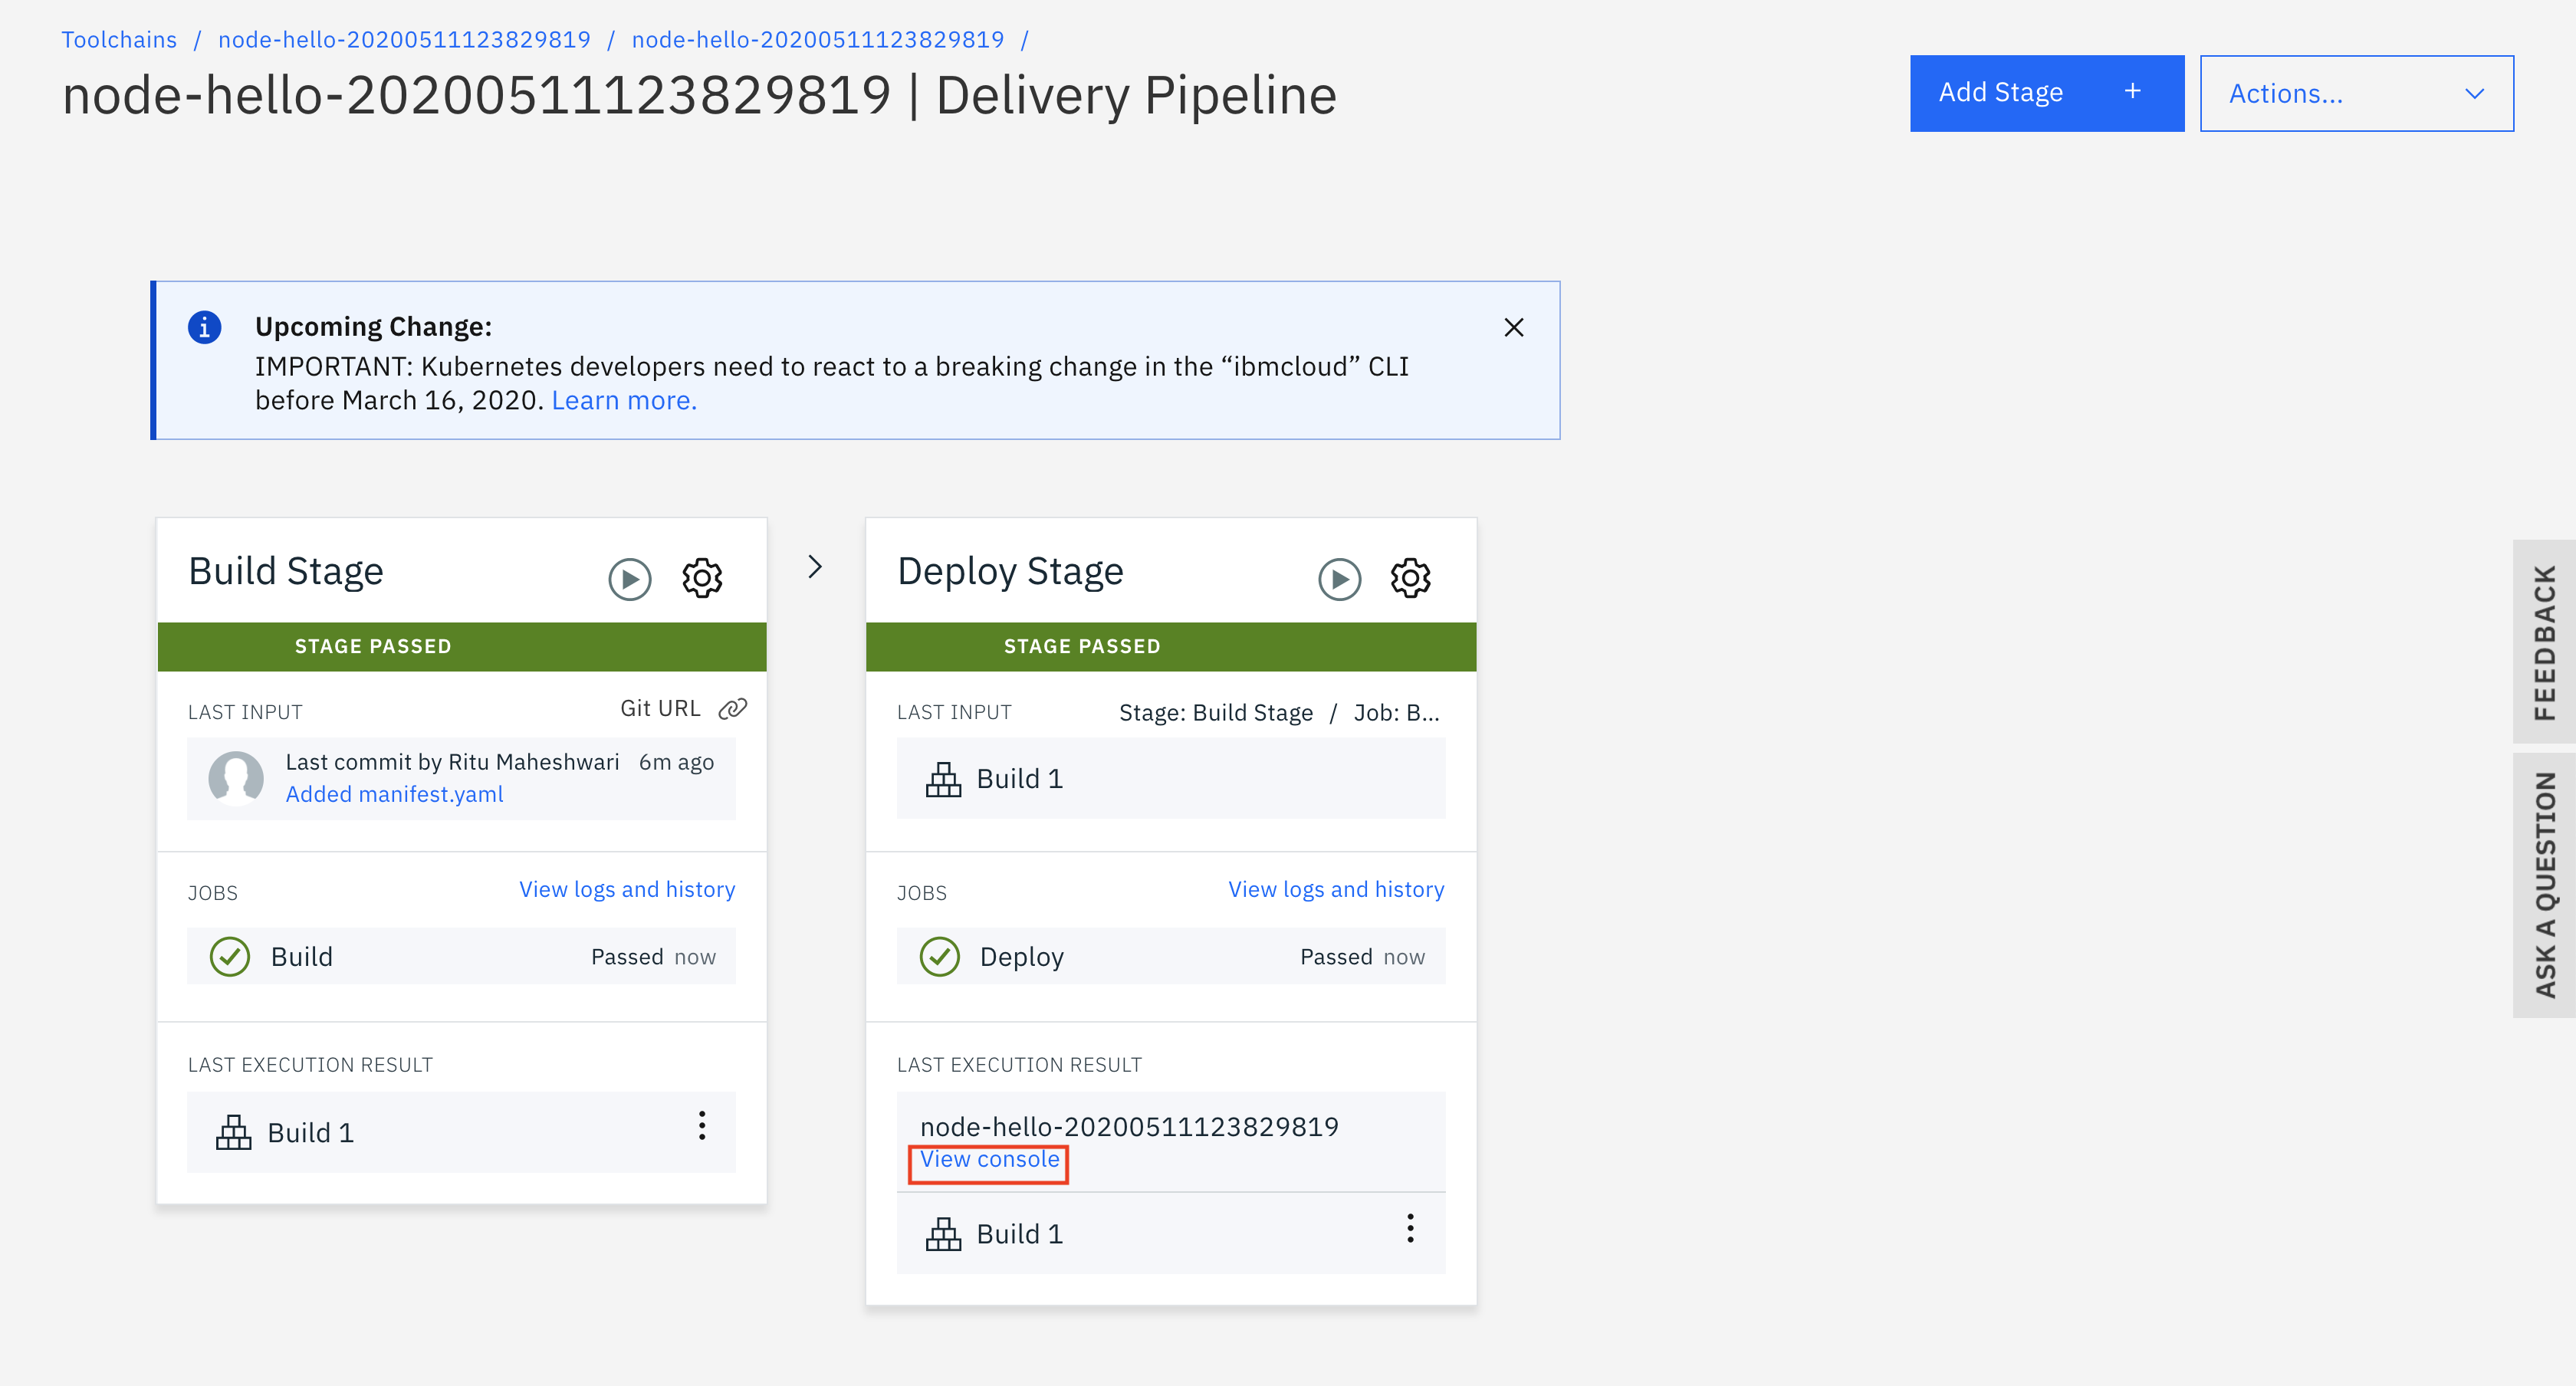 Toolchains / node-hello-20200511123829819 / node-hello-20200511123829819 /
node-hello-20200511123829819 | Delivery Pipeline
Add Stage +
Actions...
Upcoming Change:
IMPORTANT: Kubernetes developers need to react to a breaking change in the “ibmcloud” CLI
before March 16, 2020. Learn more.
Build Stage
STAGE PASSED
LAST INPUT
Git URL
Last commit by Ritu Maheshwari 6m ago
Added manifest.yaml
JOBS
View logs and history
Build
Passed now
LAST EXECUTION RESULT
Build 1
Deploy Stage
STAGE PASSED
LAST INPUT
Stage: Build Stage / Job: B...
Build 1
JOBS
View logs and history
Deploy
Passed now
LAST EXECUTION RESULT
node-hello-20200511123829819
View console
Build 1
FEEDBACK
ASK A QUESTION